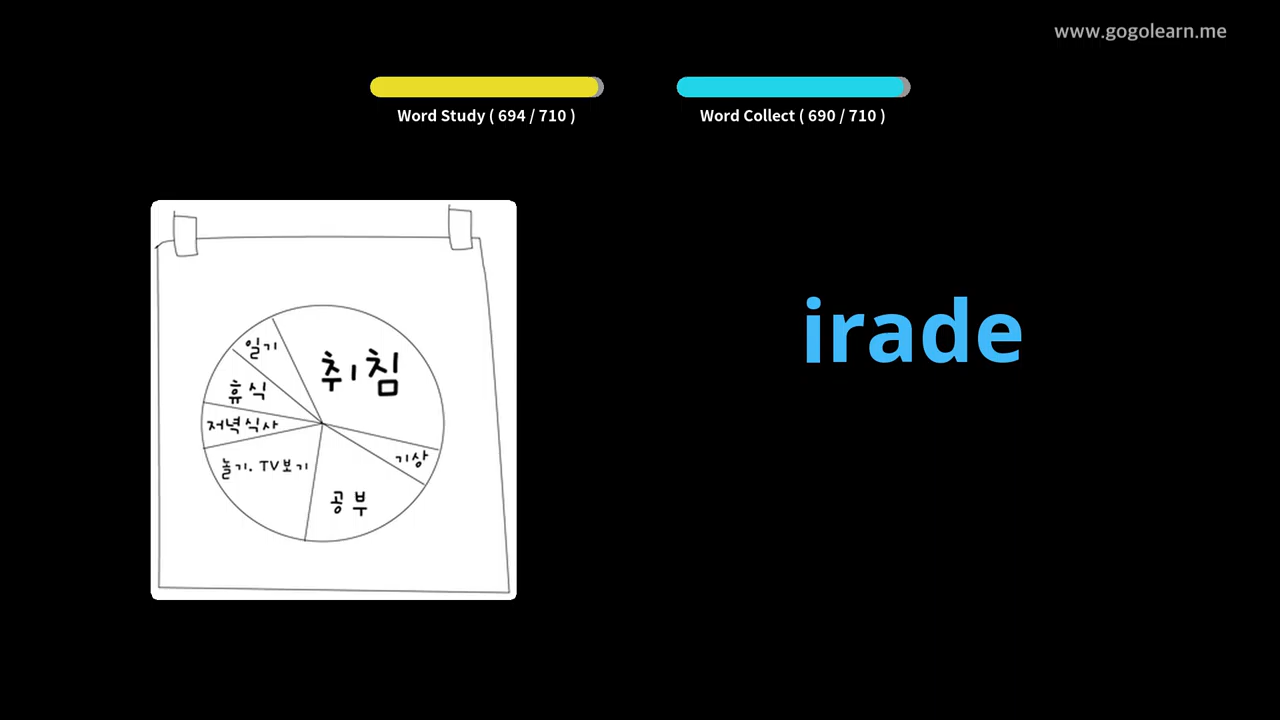 www.gogolearn.me
Word Study ( 694 / 710 )
Word Collect ( 690 / 710 )
일기
취침
휴식
저녁식사
놀기. TV보기
기상
공부
irade